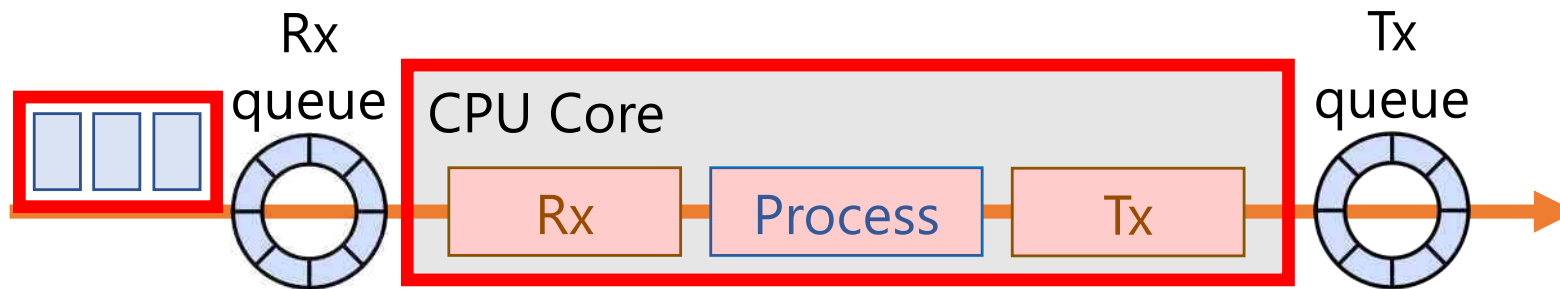 Rx
queue
CPU Core
Rx
Process
Tx
Tx
queue